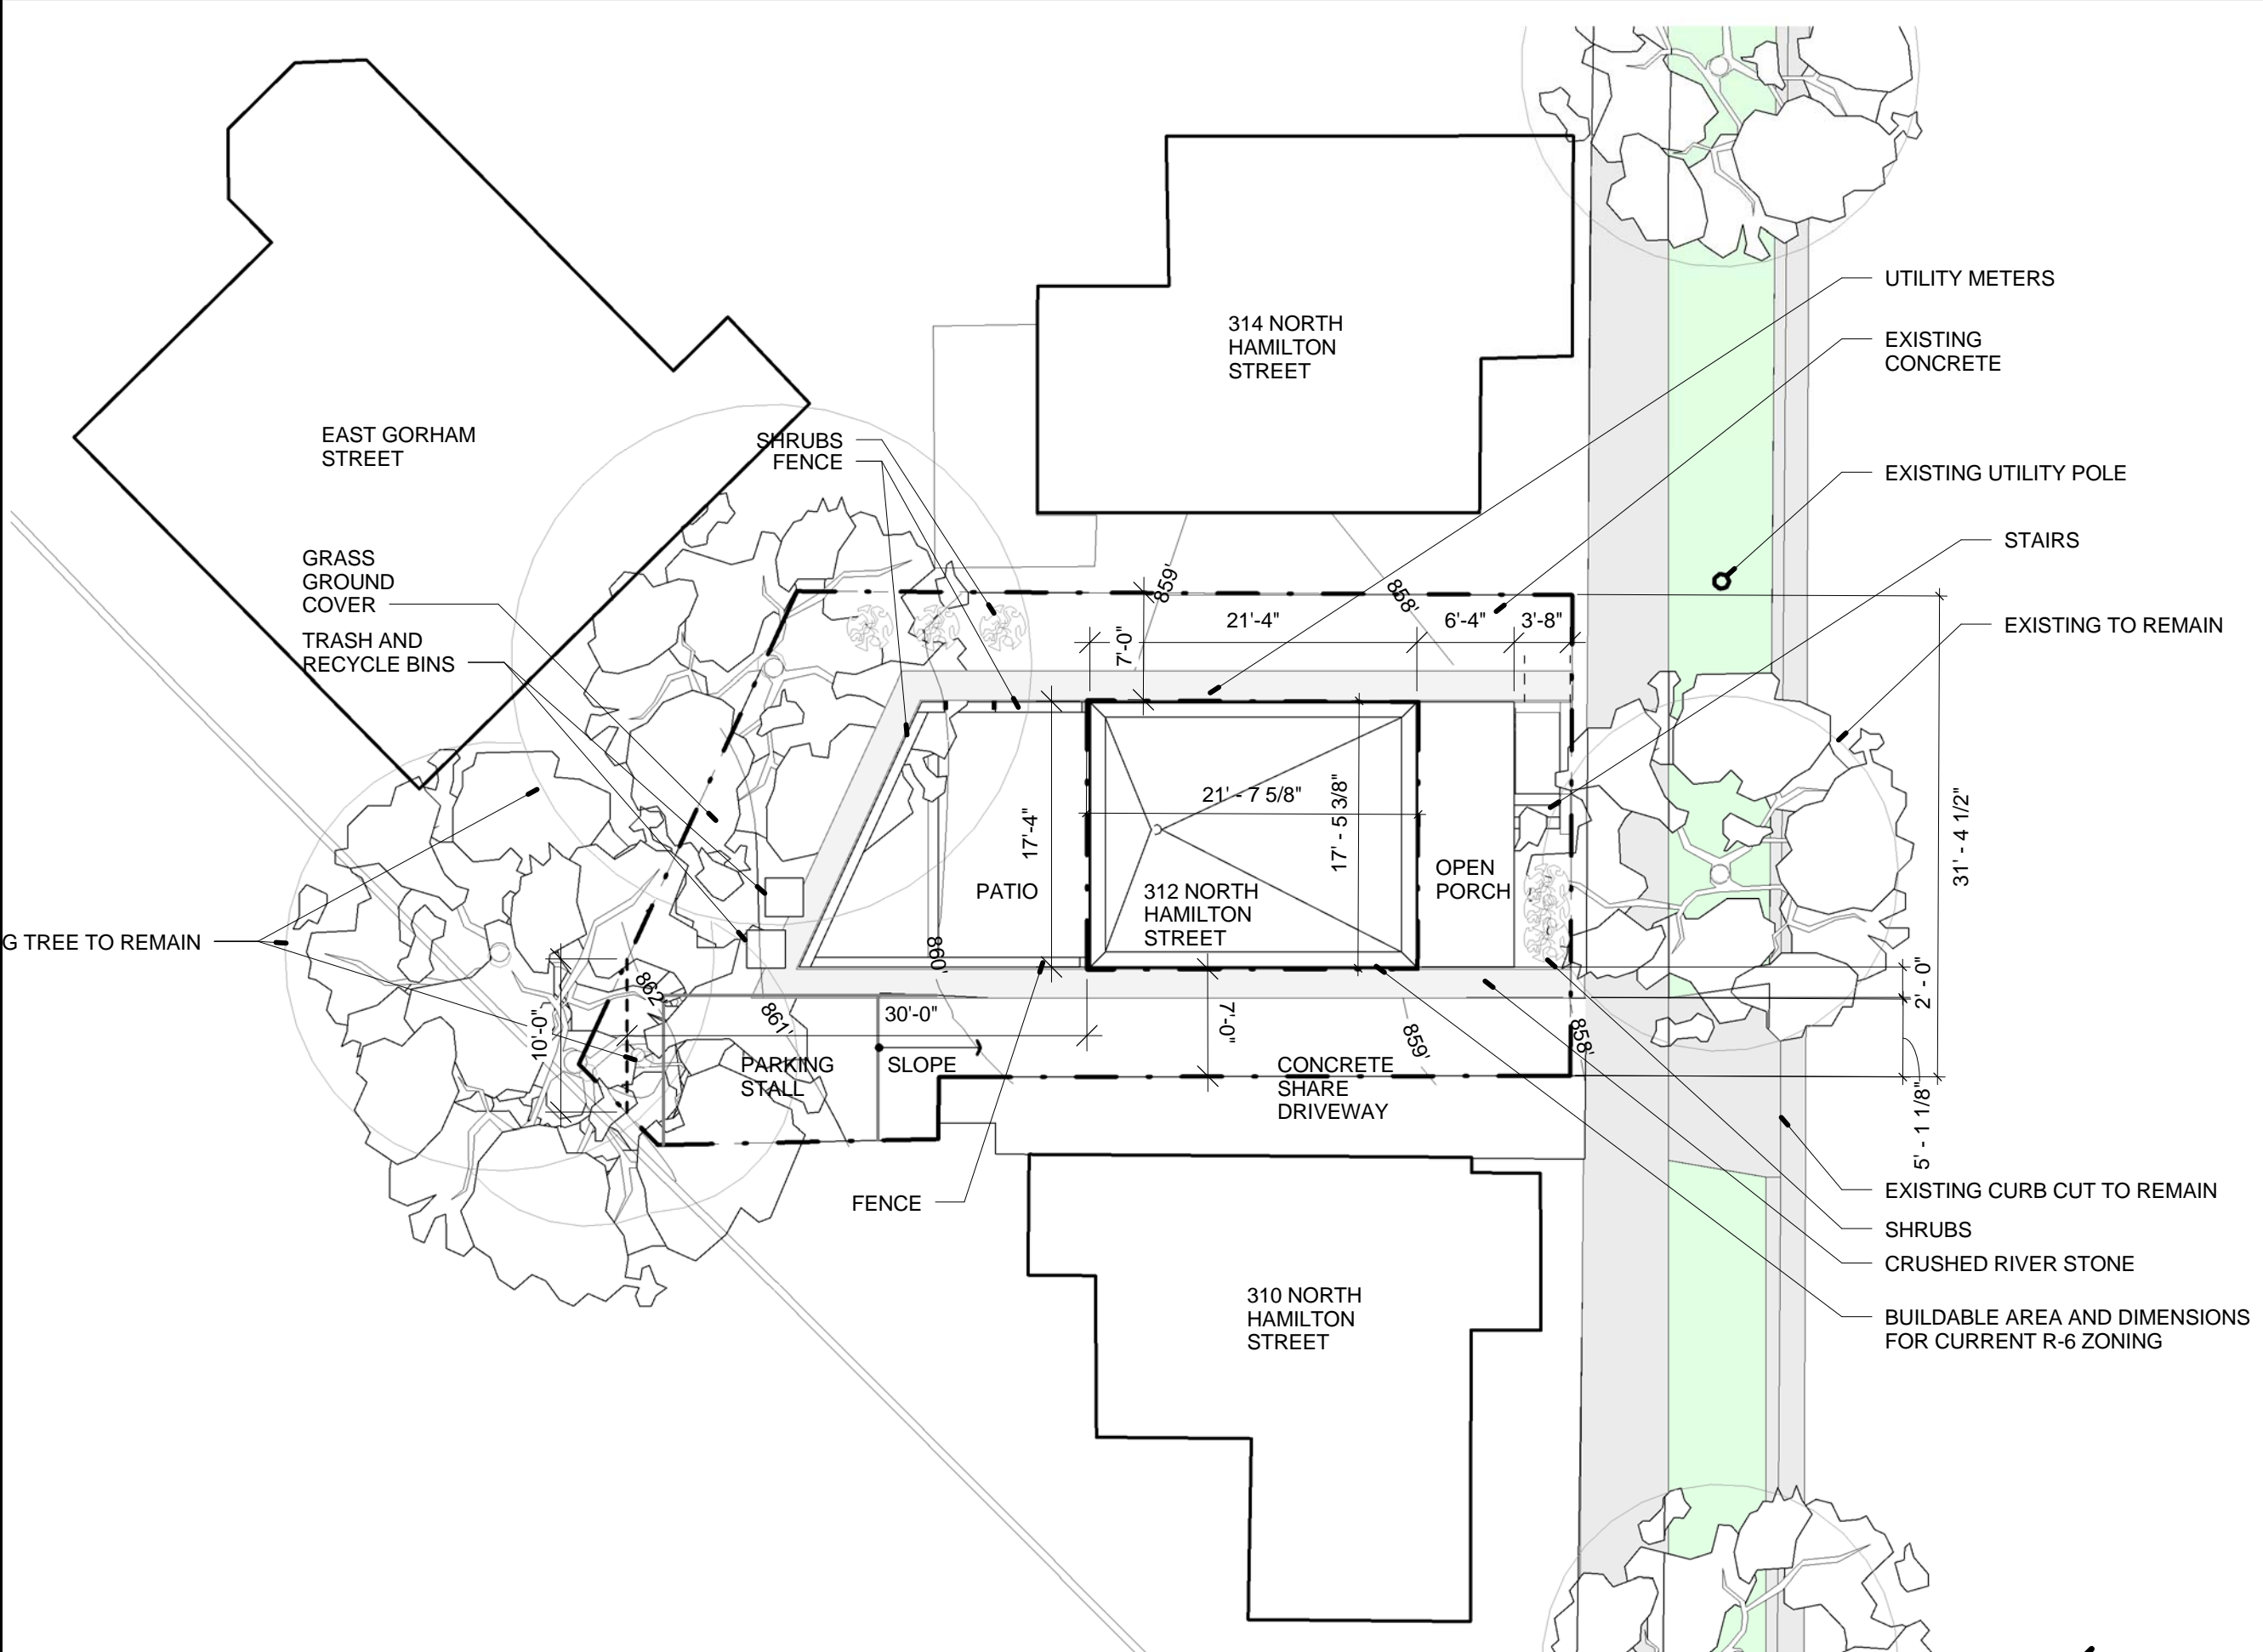 UTILITY METERS
314 NORTH
HAMILTON
STREET
EXISTING
CONCRETE
EAST GORHAM
STREET
SHRUBS
FENCE
EXISTING UTILITY POLE
STAIRS
GRASS
GROUND
COVER
859'
858'
21'-4"
6'-4"
3'-8"
EXISTING TO REMAIN
TRASH AND
RECYCLE BINS
7'-0"
21' - 7 5/8"
17'-4"
17' - 5 3/8"
31' - 4 1/2"
PATIO
OPEN
PORCH
312 NORTH
HAMILTON
STREET
G TREE TO REMAIN
860'
862'
861'
10'-0"
30'-0"
7'-0"
859'
858'
2' - 0"
PARKING
STALL
SLOPE
CONCRETE
SHARE
DRIVEWAY
5' - 1 1/8"
FENCE
EXISTING CURB CUT TO REMAIN
SHRUBS
CRUSHED RIVER STONE
310 NORTH
HAMILTON
STREET
BUILDABLE AREA AND DIMENSIONS
FOR CURRENT R-6 ZONING